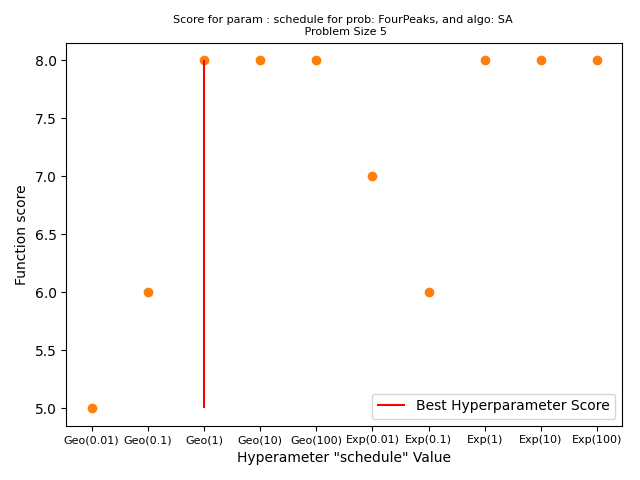 Score for param : schedule for prob: FourPeaks, and algo: SA
Problem Size 5
Function score
8.0
7.5
7.0
6.5
6.0
5.5
5.0
Best Hyperparameter Score
Geo(0.01) Geo(0.1) Geo(1) Geo(10) Geo(100) Exp(0.01) Exp(0.1) Exp(1) Exp(10) Exp(100)
Hyperameter "schedule" Value